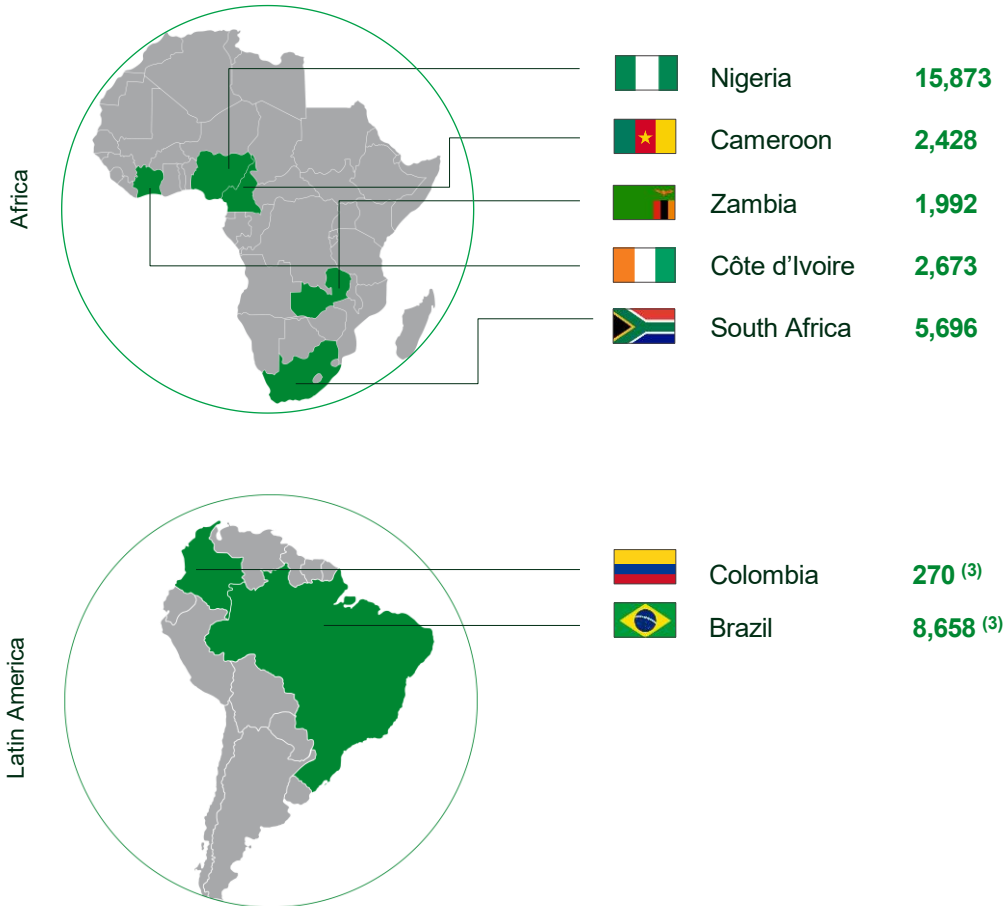 Africa
Nigeria 15,873
Cameroon 2,428
Zambia 1,992
Côte d’Ivoire 2,673
South Africa 5,696
Latin America
Colombia 270 (3)
Brazil 8,658 (3)